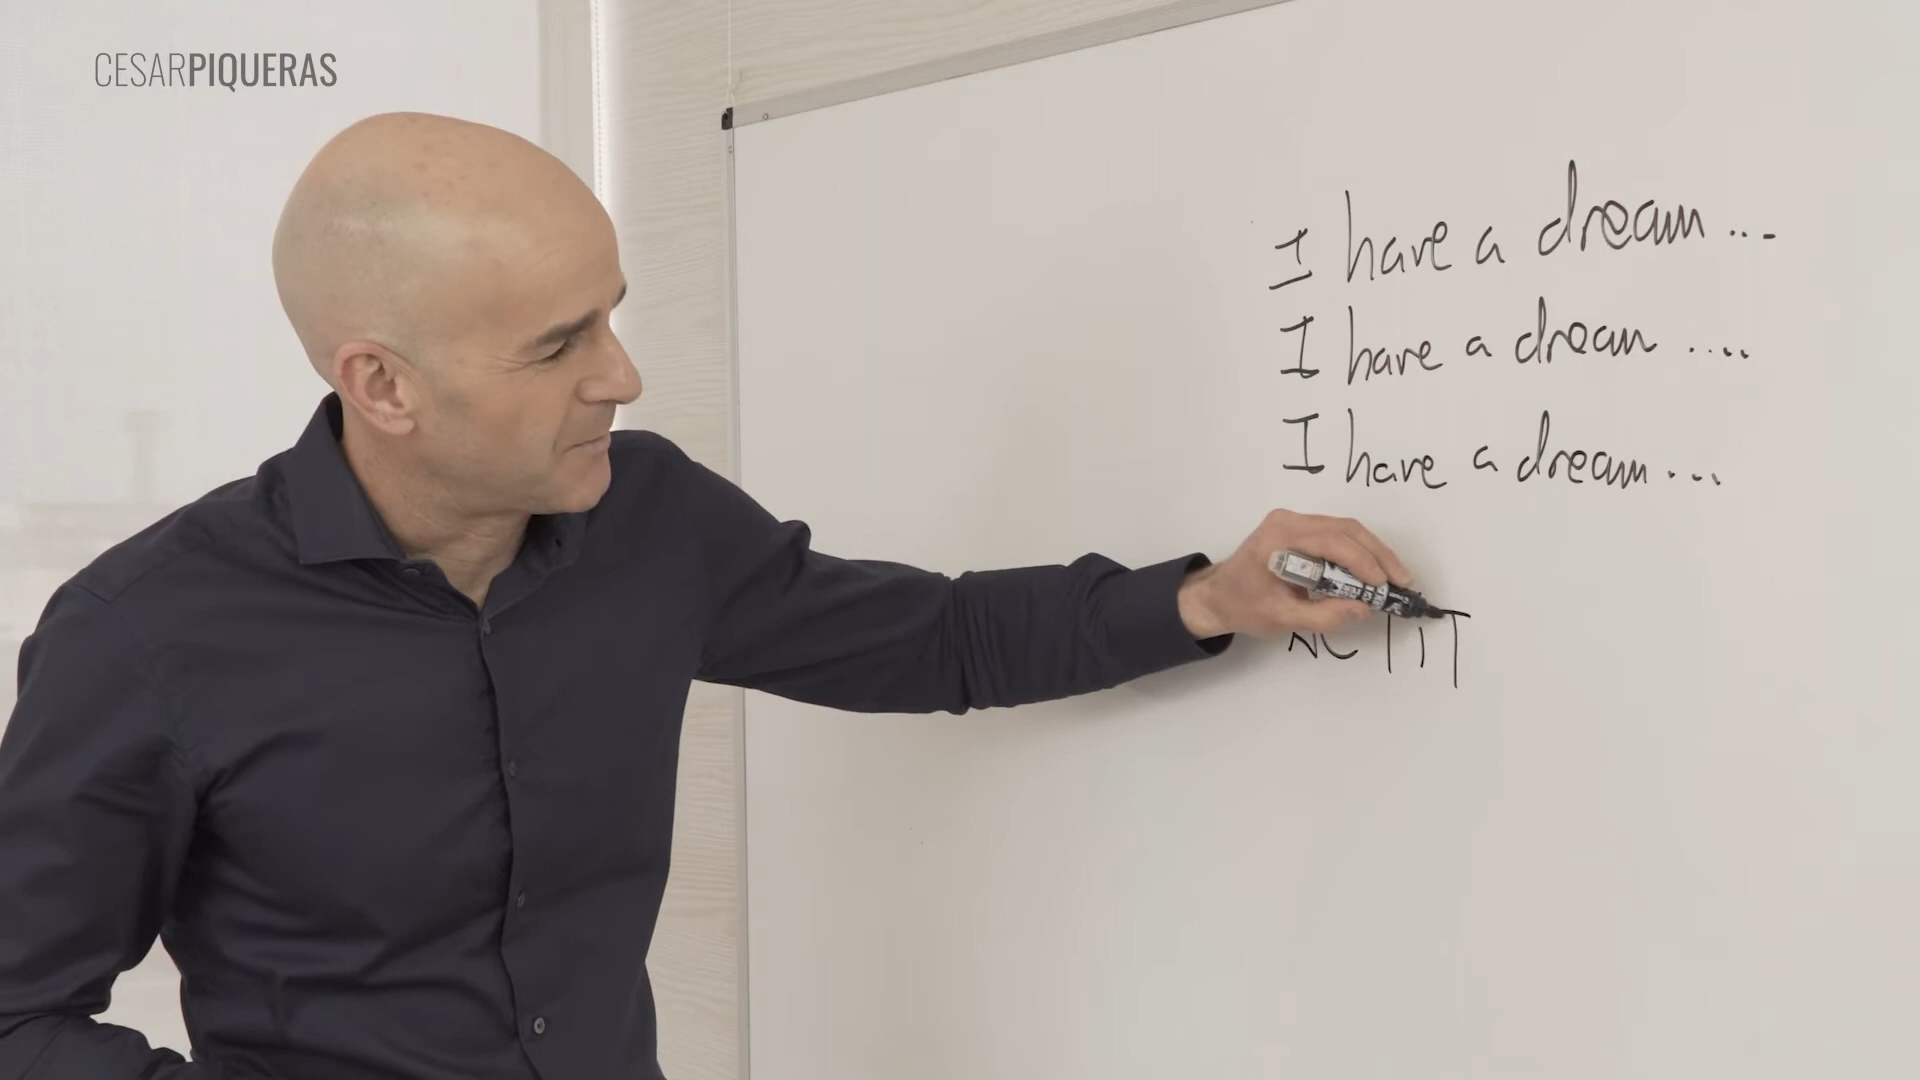 CESARPIQUERAS
I have a dream...
I have a dream ....
I have a dream...